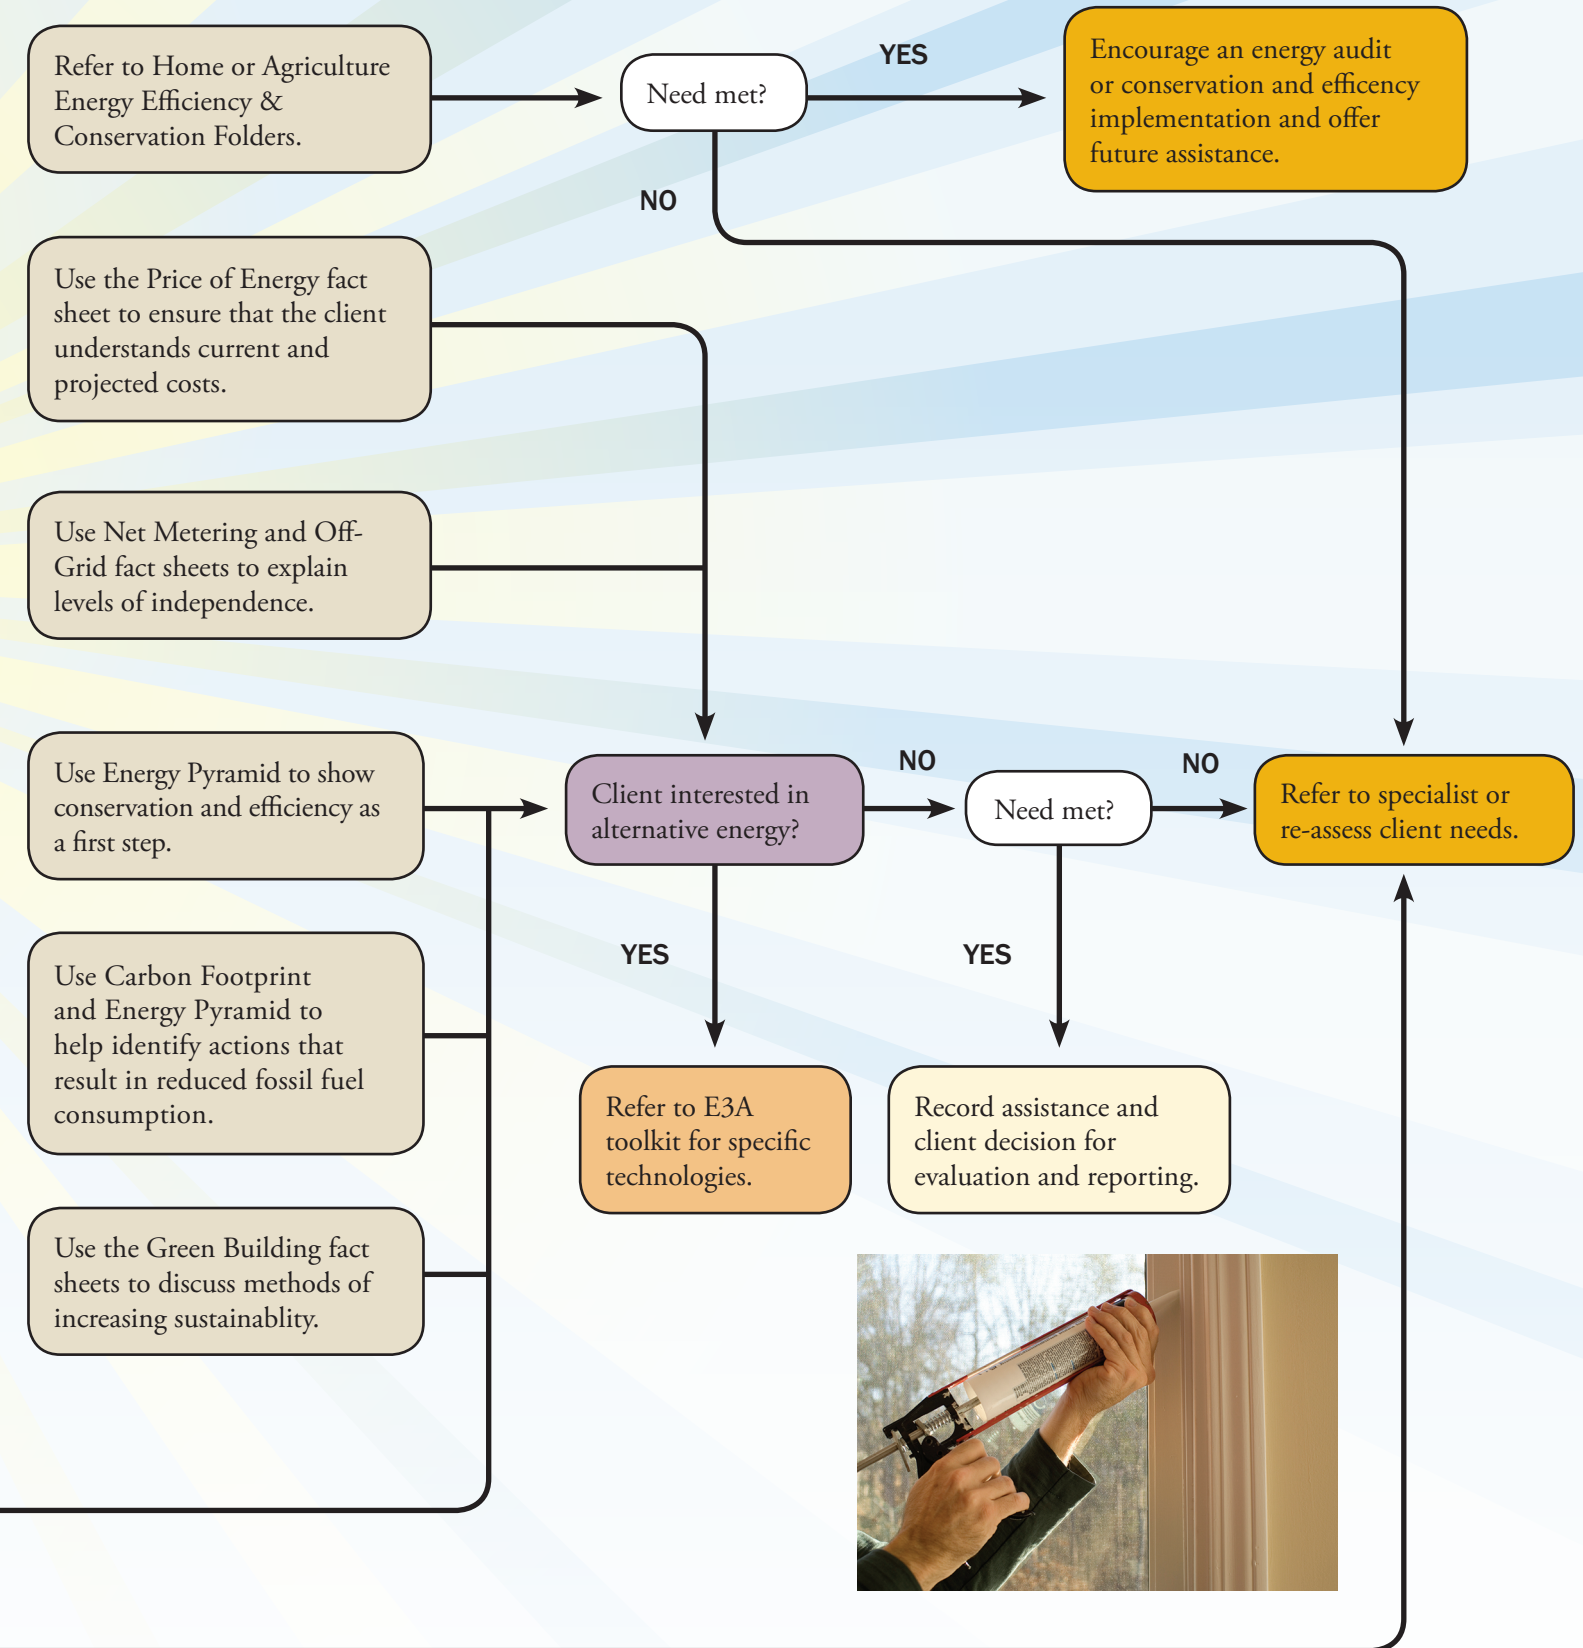 Refer to Home or Agriculture
Energy Efficiency &
Conservation Folders.
Need met?
YES
Encourage an energy audit
or conservation and efficency
implementation and offer
future assistance.
NO
Use the Price of Energy fact
sheet to ensure that the client
understands current and
projected costs.
Use Net Metering and Off-
Grid fact sheets to explain
levels of independence.
Use Energy Pyramid to show
conservation and efficiency as
a first step.
Client interested in
alternative energy?
NO
Need met?
NO
Refer to specialist or
re-assess client needs.
YES
YES
Use Carbon Footprint
and Energy Pyramid to
help identify actions that
result in reduced fossil fuel
consumption.
Refer to E3A
toolkit for specific
technologies.
Record assistance and
client decision for
evaluation and reporting.
Use the Green Building fact
sheets to discuss methods of
increasing sustainablity.